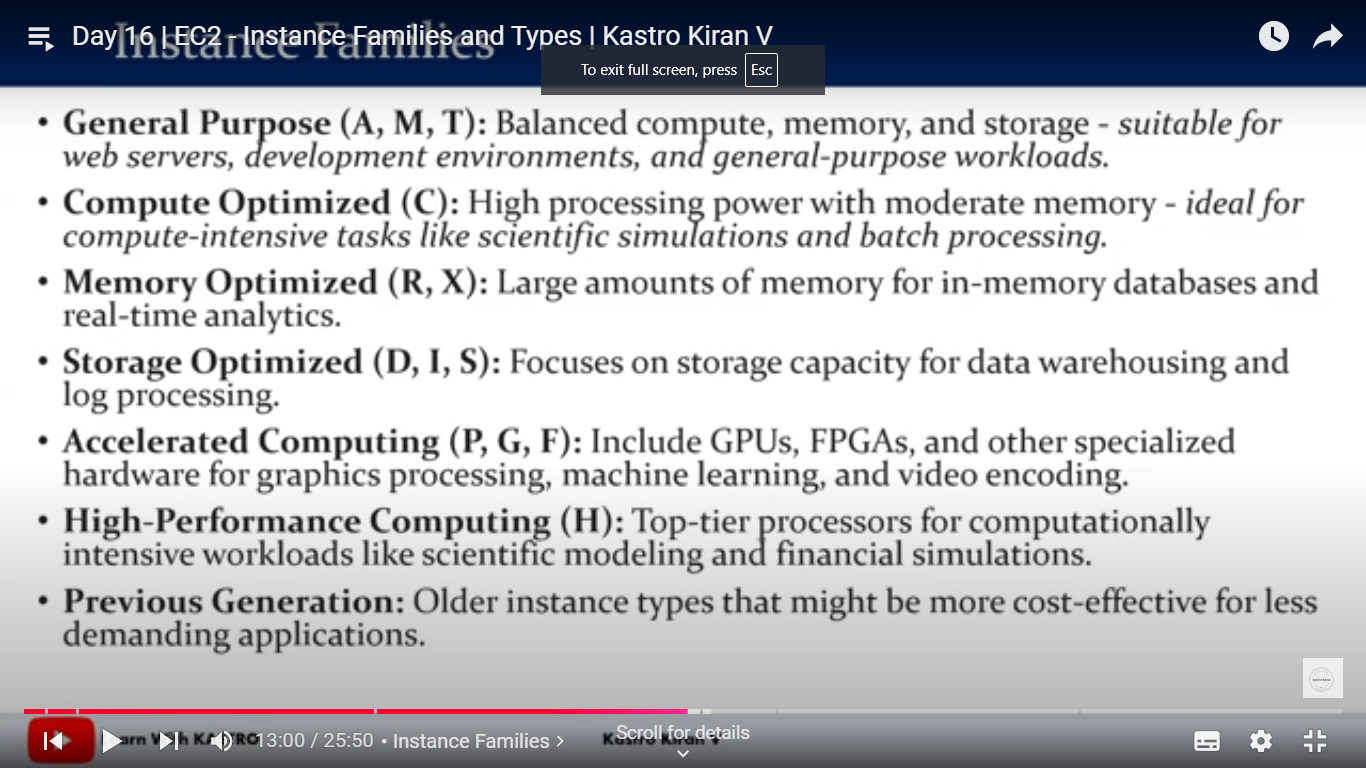 Instance Families
Day 16 | EC2 - Instance Families and Types | Kastro Kiran V
To exit full screen, press Esc
• General Purpose (A, M, T): Balanced compute, memory, and storage - suitable for
web servers, development environments, and general-purpose workloads.
• Compute Optimized (C): High processing power with moderate memory - ideal for
compute-intensive tasks like scientific simulations and batch processing.
• Memory Optimized (R, X): Large amounts of memory for in-memory databases and
real-time analytics.
• Storage Optimized (D, I, S): Focuses on storage capacity for data warehousing and
log processing.
• Accelerated Computing (P, G, F): Include GPUs, FPGAs, and other specialized
hardware for graphics processing, machine learning, and video encoding.
• High-Performance Computing (H): Top-tier processors for computationally
intensive workloads like scientific modeling and financial simulations.
• Previous Generation: Older instance types that might be more cost-effective for less
demanding applications.
Scroll for details
13:00 / 25:50 • Instance Families >
Kastro Kiran V